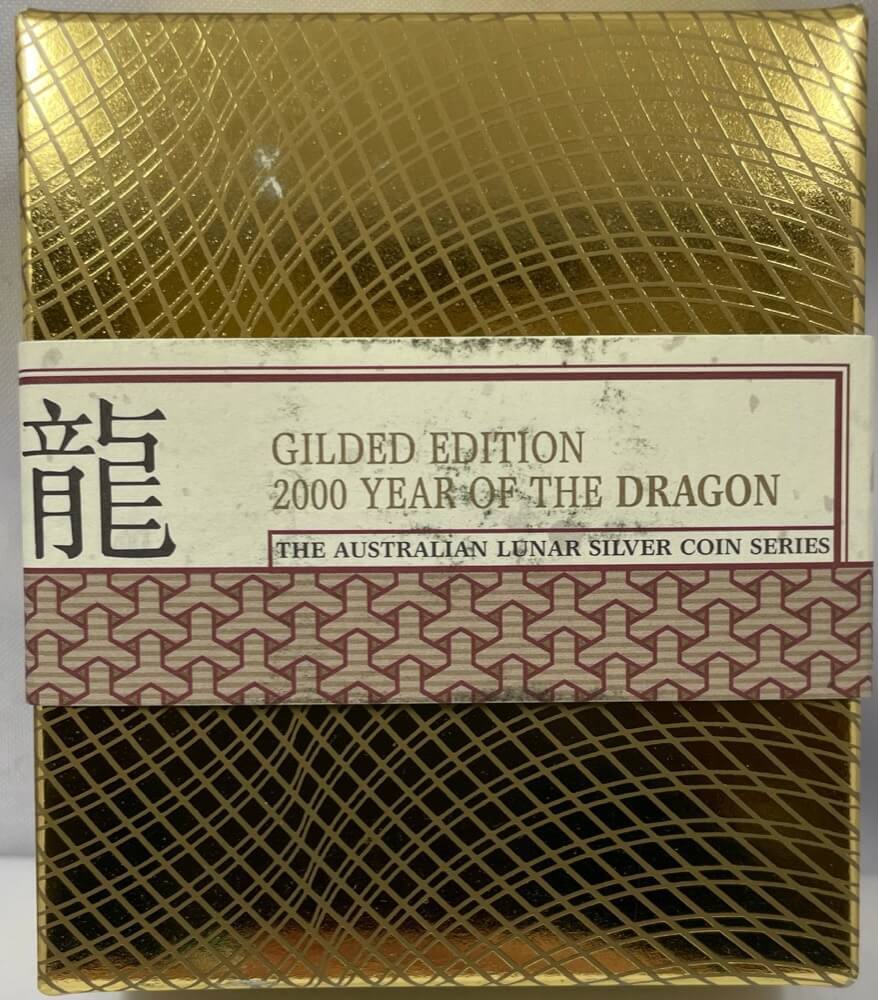 龍
GILDED EDITION
2000 YEAR OF THE DRAGON
THE AUSTRALIAN LUNAR SILVER COIN SERIES